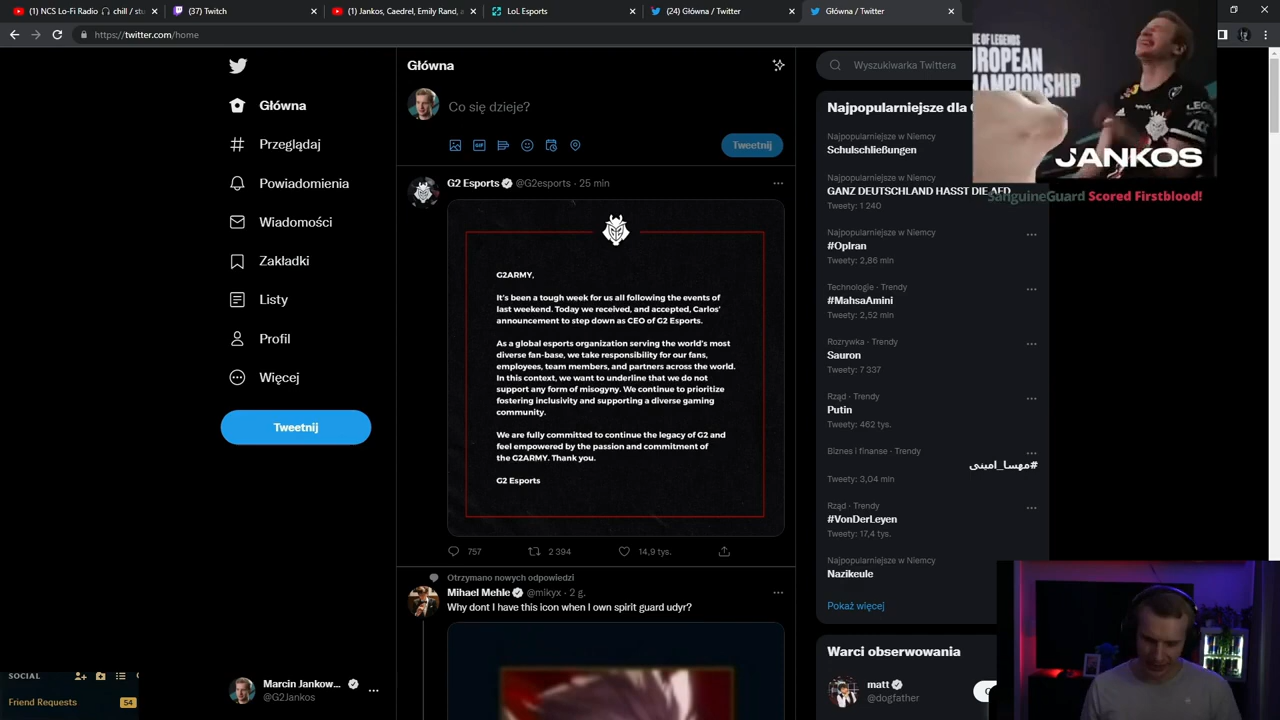 (1) NCS Lo-Fi Radio 🎧 chill / stu
(37) Twitch
(1) Jankos, Caedrel, Emily Rand, a
LoL Esports
(24) Główna / Twitter
Główna / Twitter
https://twitter.com/home
Główna
Przeglądaj
Powiadomienia
Wiadomości
Zakładki
Listy
Profil
Więcej
Tweetnij
Marcin Jankow...
@G2Jankos
SOCIAL
Friend Requests
54
Główna
Co się dzieje?
GIF
Tweetnij
G2 Esports @G2esports · 25 min
G2ARMY,
It's been a tough week for us all following the events of
last weekend. Today we received, and accepted, Carlos'
announcement to step down as CEO of G2 Esports.
As a global esports organization serving the world's most
diverse fan-base, we take responsibility for our fans,
employees, team members, and partners across the world.
In this context, we want to underline that we do not
support any form of misogyny. We continue to prioritize
fostering inclusivity and supporting a diverse gaming
community.
We are fully committed to continue the legacy of G2 and
feel empowered by the passion and commitment of
the G2ARMY. Thank you.
G2 Esports
757
2 394
14,9 tys.
Otrzymano nowych odpowiedzi
Mihael Mehle @mikyx · 2 g.
Why dont I have this icon when I own spirit guard udyr?
Wyszukiwarka Twittera
Najpopularniejsze dla C
Najpopularniejsze w Niemcy
Schulschließungen
Najpopularniejsze w Niemcy
GANZ DEUTSCHLAND HASST DIE AFD
Tweety: 1 240
Najpopularniejsze w Niemcy
#OpIran
Tweety: 2,86 mln
Technologie · Trendy
#MahsaAmini
Tweety: 2,52 mln
Rozrywka · Trendy
Sauron
Tweety: 7 337
Rząd · Trendy
Putin
Tweety: 462 tys.
Biznes i finanse · Trendy
#مهسا_امینی
Tweety: 3,04 mln
Rząd · Trendy
#VonDerLeyen
Tweety: 17,4 tys.
Najpopularniejsze w Niemcy
Nazikeule
Pokaż więcej
Warci obserwowania
matt
@dogfather
UE OF LEGENDS
UROPEAN
HAMPIONSHIP
JANKOS
SanguineGuard Scored Firstblood!